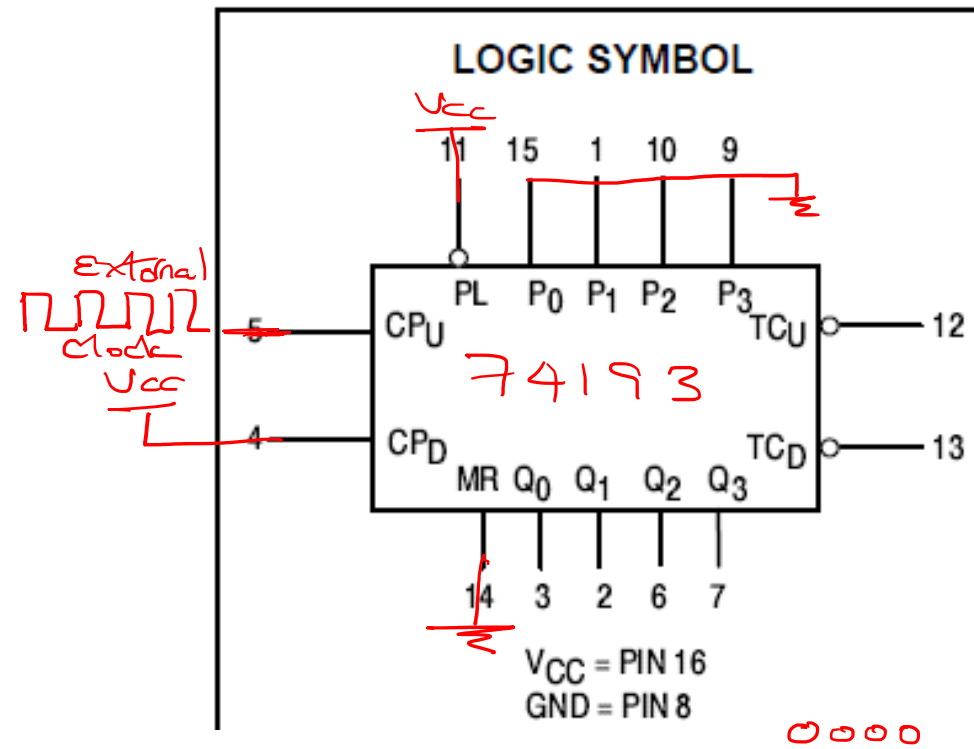 LOGIC SYMBOL
Vcc
11 15 1 10 9
External
PL P0 P1 P2 P3
5 CPU TCU 12
clock
74193
Vcc
4 CPD TCD 13
MR Q0 Q1 Q2 Q3
14 3 2 6 7
VCC = PIN 16
GND = PIN 8
0000